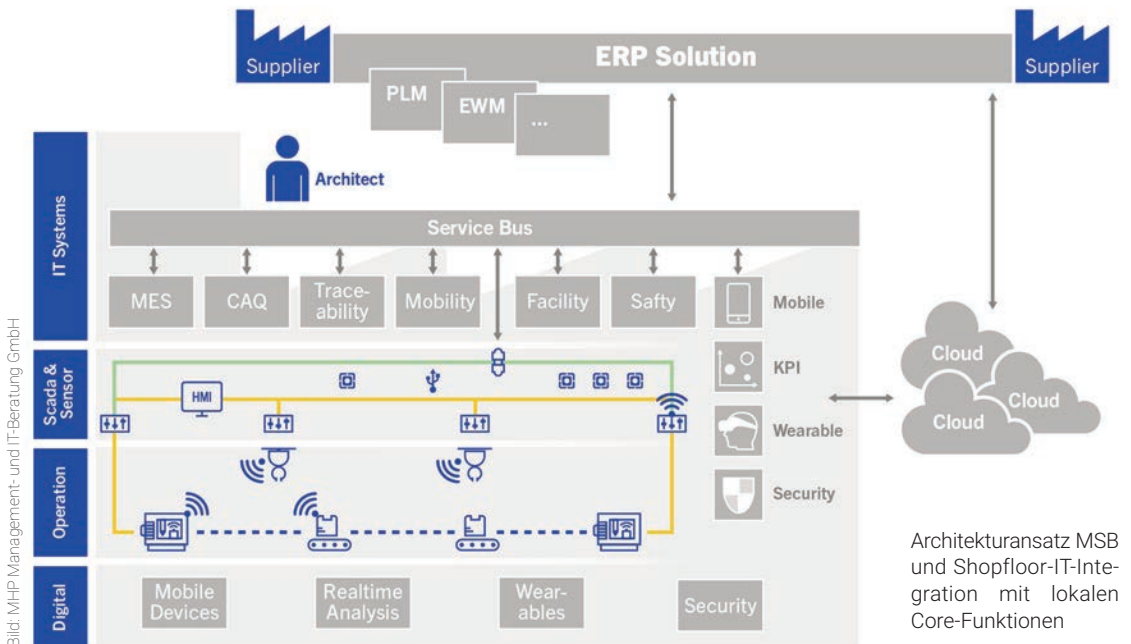 ERP Solution
Supplier
Supplier
PLM
EWM
...
Architect
Service Bus
IT Systems
MES
CAQ
Trace-
ability
Mobility
Facility
Safty
Mobile
KPI
Wearable
Security
Cloud
Cloud
Cloud
Scada &
Sensor
HMI
Operation
Digital
Mobile
Devices
Realtime
Analysis
Wear-
ables
Security
Architekturansatz MSB
und Shopfloor-IT-Inte-
gration mit lokalen
Core-Funktionen
Bild: MHP Management- und IT-Beratung GmbH